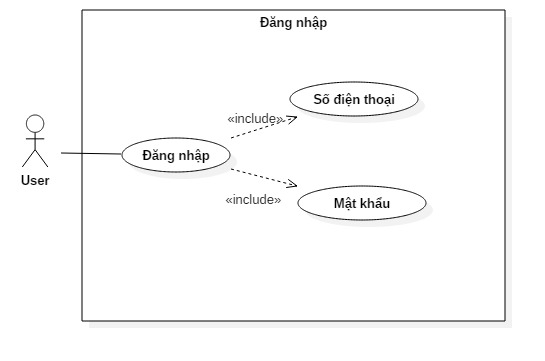 Đăng nhập
Số điện thoại
«include»
User
Đăng nhập
«include»
Mật khẩu